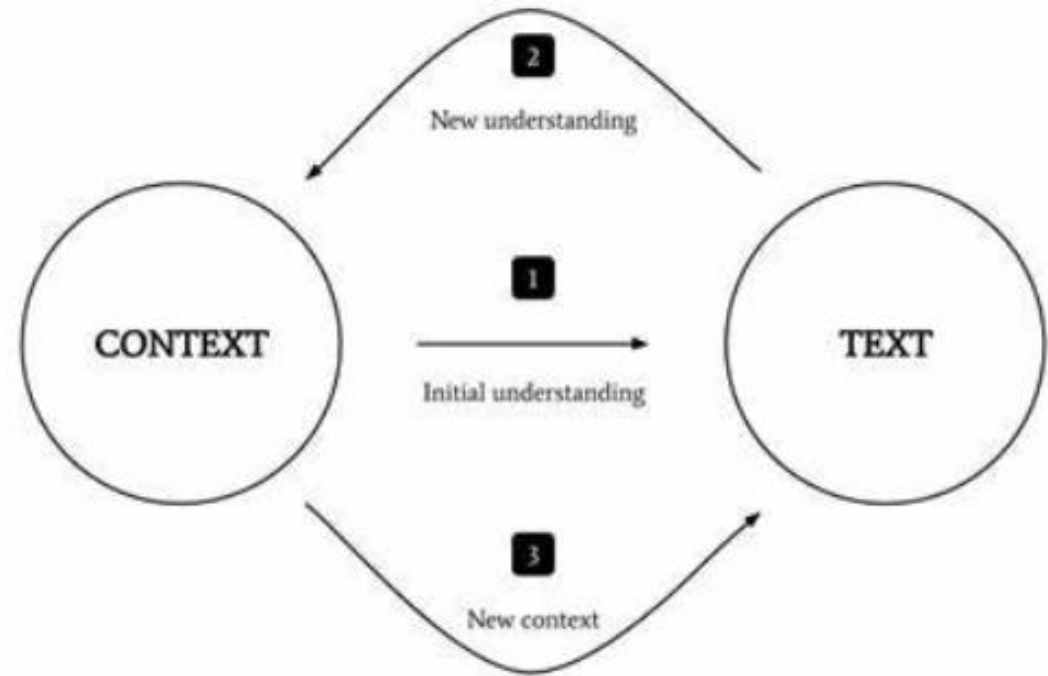 2
New understanding
1
CONTEXT
TEXT
Initial understanding
3
New context